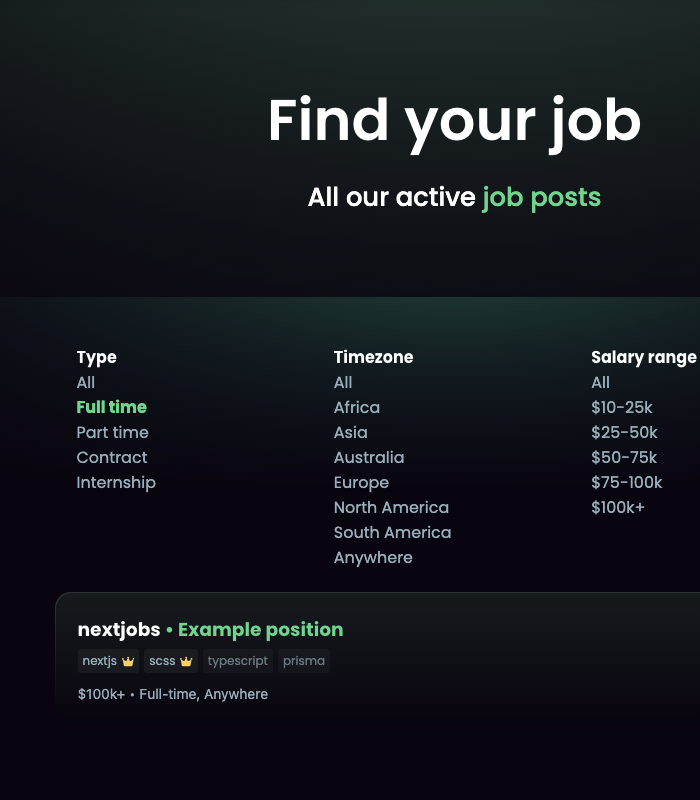 Find your job
All our active job posts
Type
All
Full time
Part time
Contract
Internship
Timezone
All
Africa
Asia
Australia
Europe
North America
South America
Anywhere
Salary range
All
$10-25k
$25-50k
$50-75k
$75-100k
$100k+
nextjobs • Example position
nextjs scss typescript prisma
$100k+ • Full-time, Anywhere